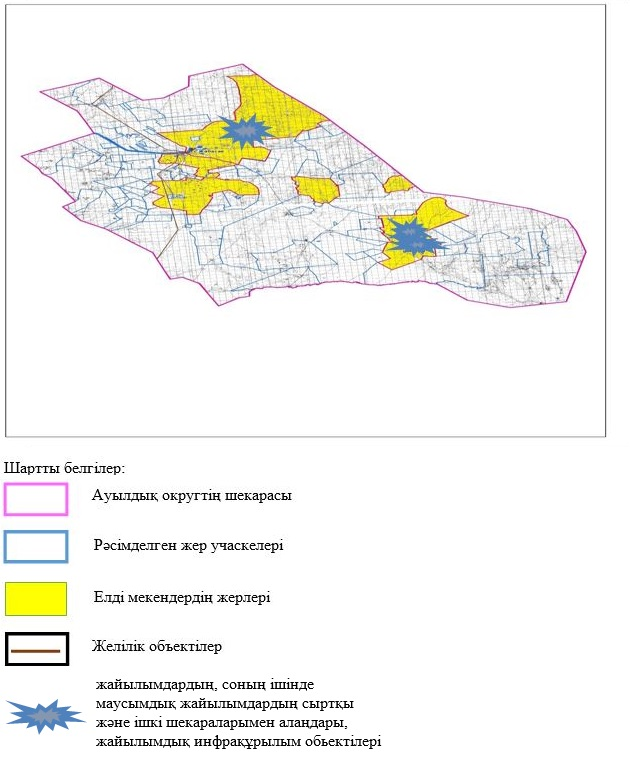 Шартты белгілер:
Ауылдық округтің шекарасы
Рәсімделген жер учаскелері
Елді мекендердің жерлері
Желілік объектілер
жайылымдардың, соның ішінде
маусымдық жайылымдардың сыртқы
және ішкі шекараларымен алаңдары,
жайылымдық инфрақұрылым обьектілері